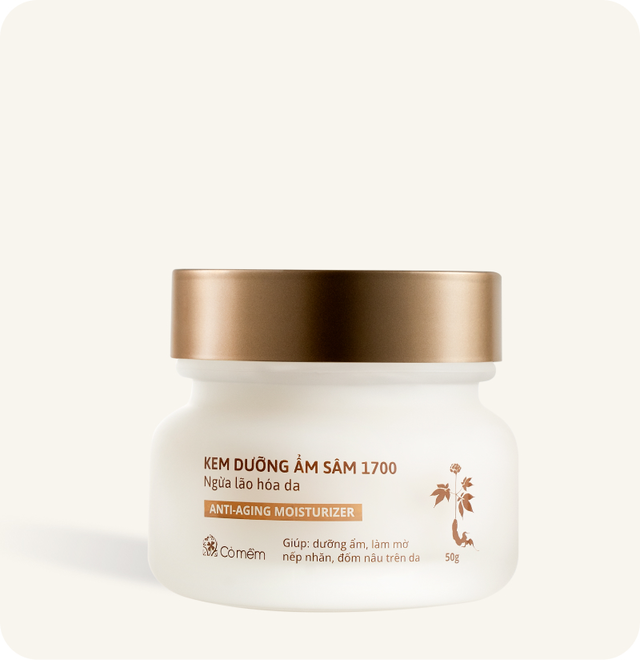 KEM DƯỠNG ẨM SÂM 1700
Ngừa lão hóa da
ANTI-AGING MOISTURIZER
Cỏ mềm
Giúp: dưỡng ẩm, làm mờ
nếp nhăn, đốm nâu trên da
50g